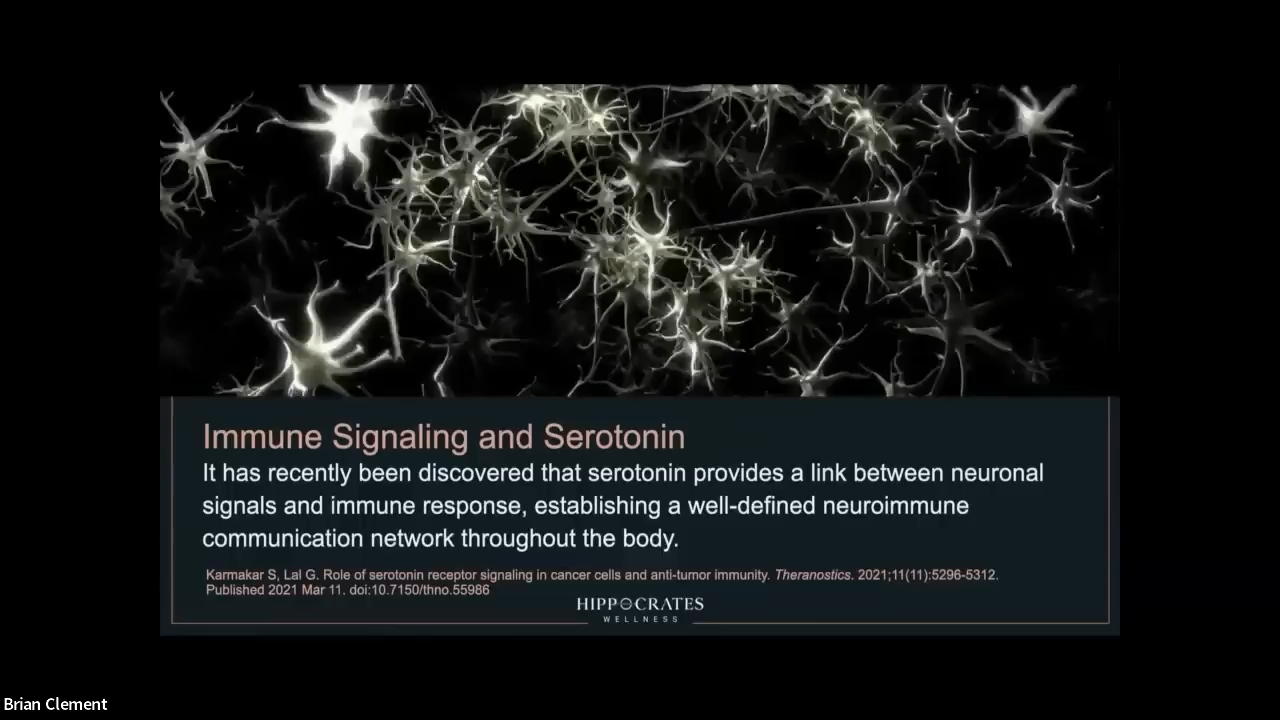 Immune Signaling and Serotonin
It has recently been discovered that serotonin provides a link between neuronal
signals and immune response, establishing a well-defined neuroimmune
communication network throughout the body.
Karmakar S, Lal G. Role of serotonin receptor signaling in cancer cells and anti-tumor immunity. Theranostics. 2021;11(11):5296-5312.
Published 2021 Mar 11. doi:10.7150/thno.55986
HIPPOCRATES
WELLNESS
Brian Clement